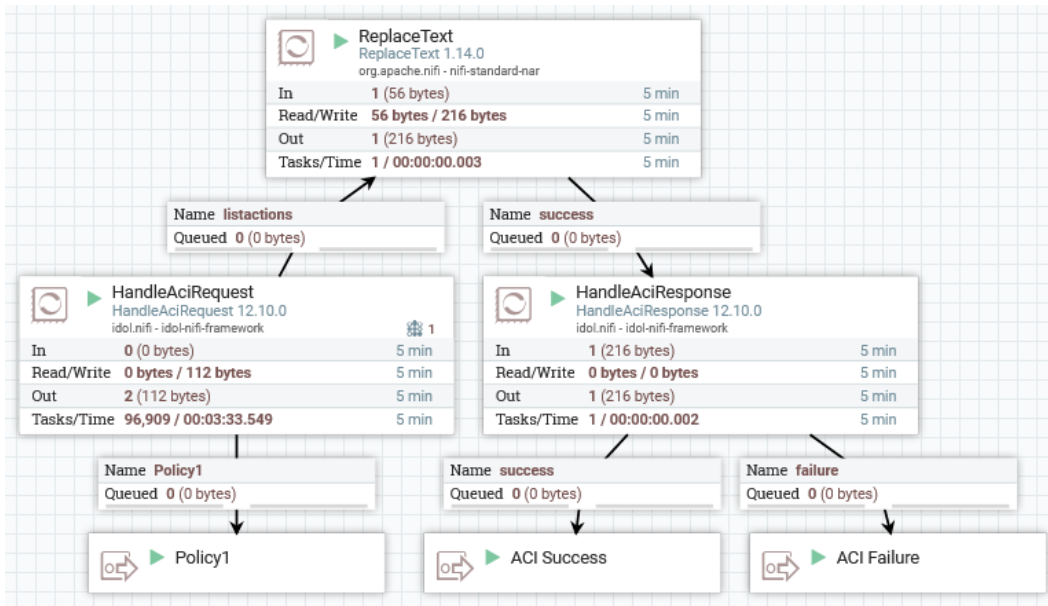 ReplaceText
ReplaceText 1.14.0
org.apache.nifi - nifi-standard-nar
In 1 (56 bytes) 5 min
Read/Write 56 bytes / 216 bytes 5 min
Out 1 (216 bytes) 5 min
Tasks/Time 1 / 00:00:00.003 5 min
Name listactions
Queued 0 (0 bytes)
Name success
Queued 0 (0 bytes)
HandleAciRequest
HandleAciRequest 12.10.0
idol.nifi - idol-nifi-framework
1
In 0 (0 bytes) 5 min
Read/Write 0 bytes / 112 bytes 5 min
Out 2 (112 bytes) 5 min
Tasks/Time 96,909 / 00:03:33.549 5 min
HandleAciResponse
HandleAciResponse 12.10.0
idol.nifi - idol-nifi-framework
In 1 (216 bytes) 5 min
Read/Write 0 bytes / 0 bytes 5 min
Out 1 (216 bytes) 5 min
Tasks/Time 1 / 00:00:00.002 5 min
Name Policy1
Queued 0 (0 bytes)
Name success
Queued 0 (0 bytes)
Name failure
Queued 0 (0 bytes)
Policy1
ACI Success
ACI Failure